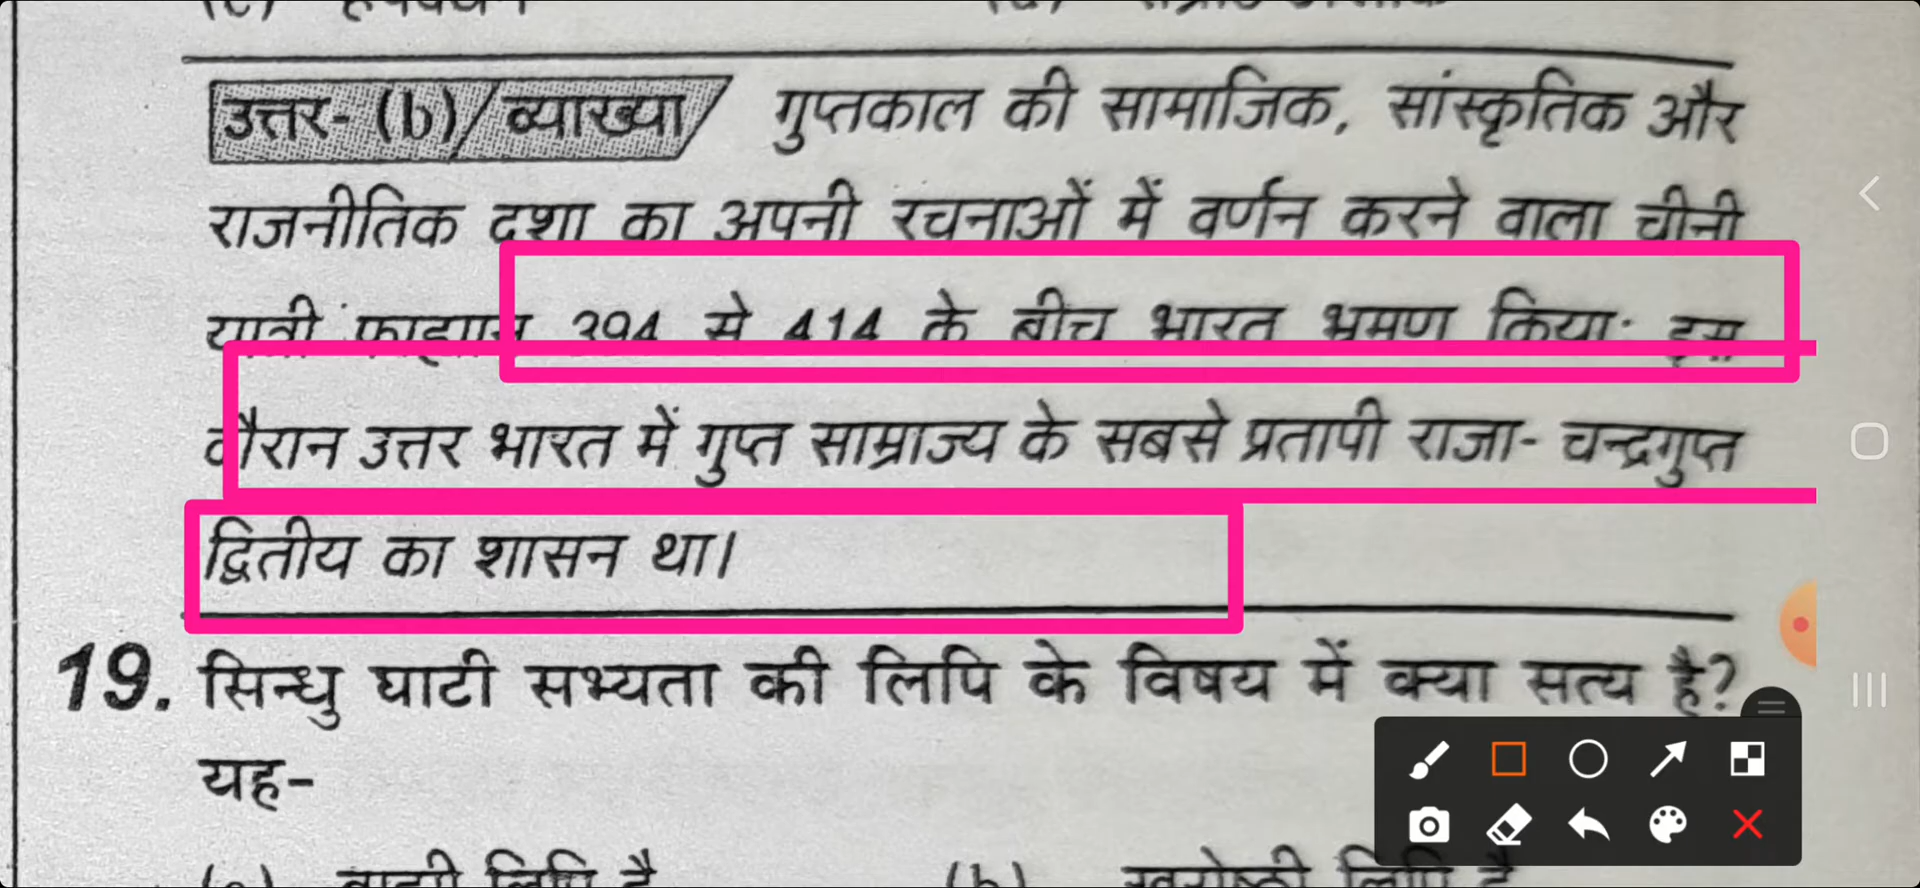 उत्तर- (b)/ व्याख्या गुप्तकाल की सामाजिक, सांस्कृतिक और
राजनीतिक दशा का अपनी रचनाओं में वर्णन करने वाला चीनी
यात्री फाह्यान 394 से 414 के बीच भारत भ्रमण किया; इस
दौरान उत्तर भारत में गुप्त साम्राज्य के सबसे प्रतापी राजा- चन्द्रगुप्त
द्वितीय का शासन था।
19. सिन्धु घाटी सभ्यता की लिपि के विषय में क्या सत्य है?
यह-